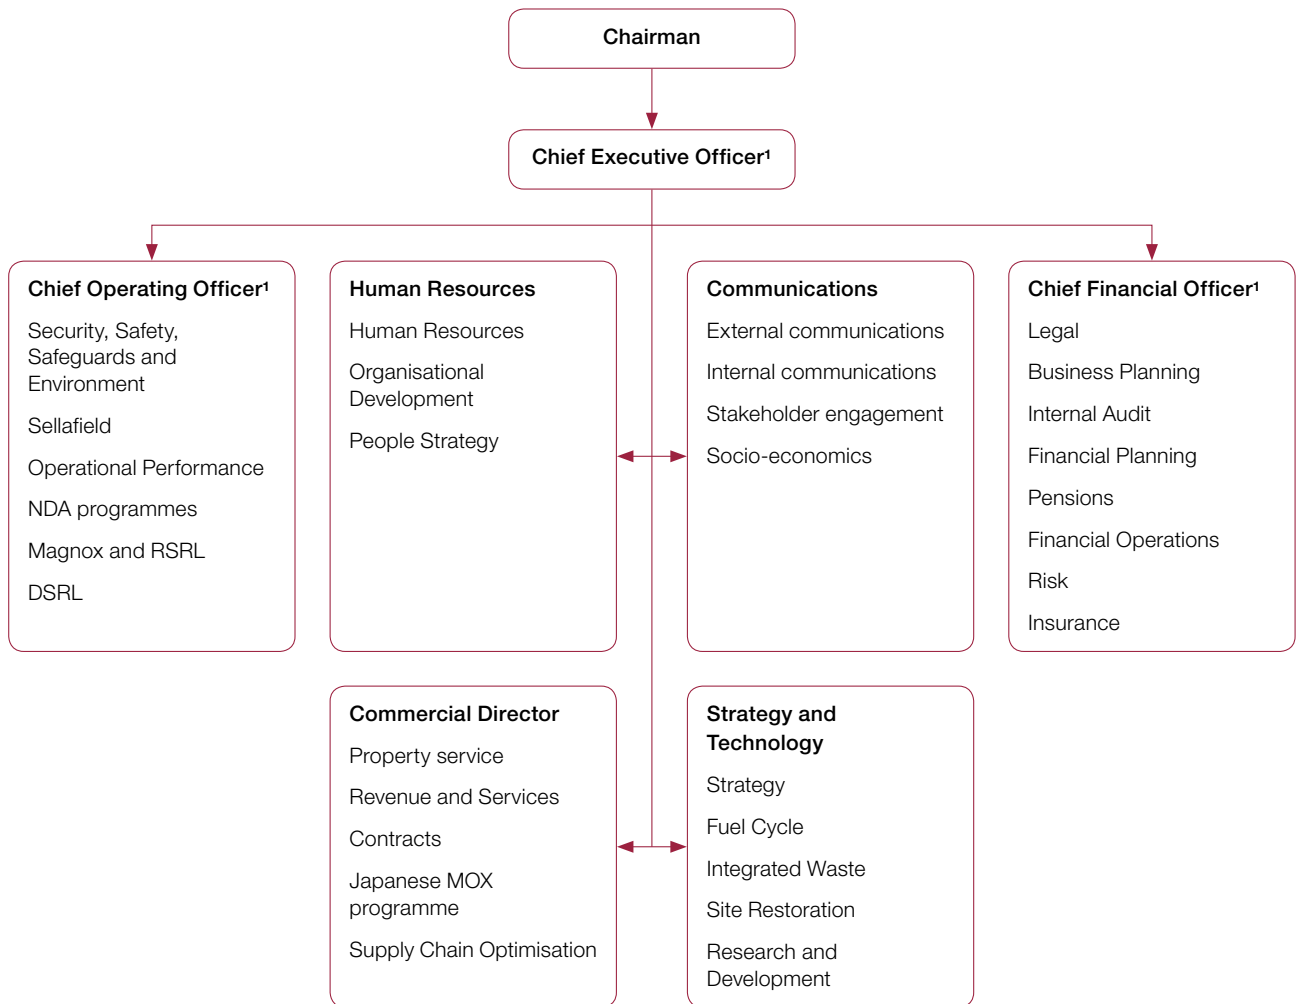 Chairman
Chief Executive Officer¹
Chief Operating Officer¹
Security, Safety,
Safeguards and
Environment
Sellafield
Operational Performance
NDA programmes
Magnox and RSRL
DSRL
Human Resources
Human Resources
Organisational
Development
People Strategy
Communications
External communications
Internal communications
Stakeholder engagement
Socio-economics
Chief Financial Officer¹
Legal
Business Planning
Internal Audit
Financial Planning
Pensions
Financial Operations
Risk
Insurance
Commercial Director
Property service
Revenue and Services
Contracts
Japanese MOX
programme
Supply Chain Optimisation
Strategy and
Technology
Strategy
Fuel Cycle
Integrated Waste
Site Restoration
Research and
Development